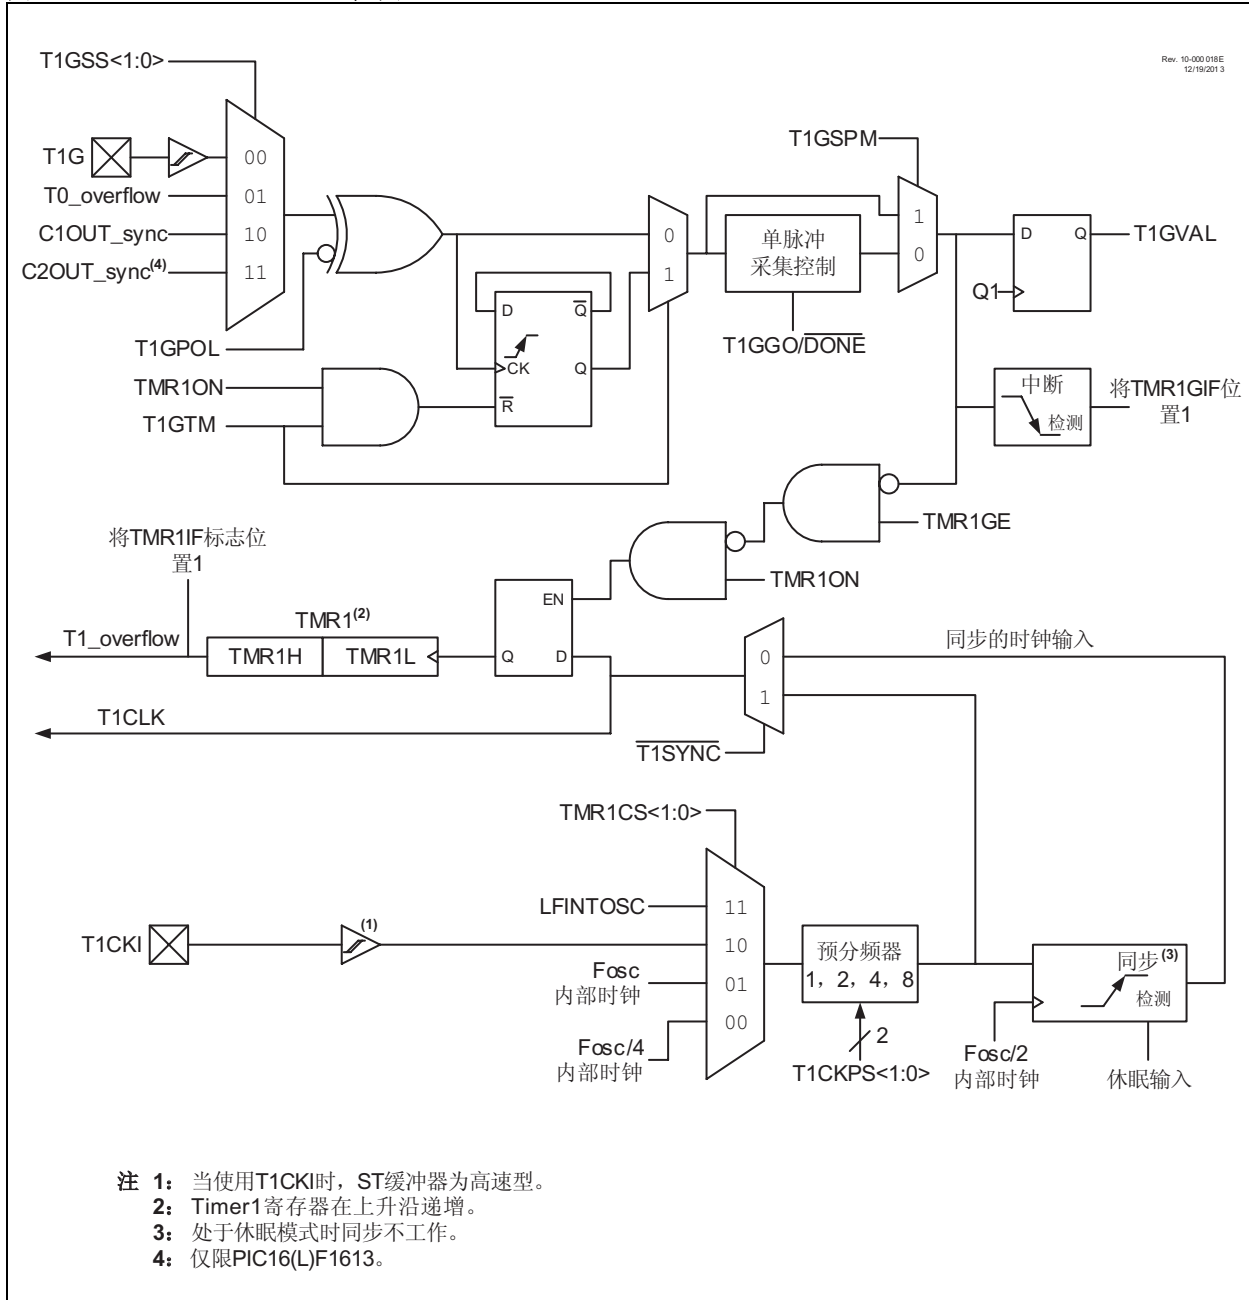 Rev. 10-000 018E
12/19/2013
T1GSS<1:0>
T1G
00
T0_overflow
01
C1OUT_sync
10
C2OUT_sync(4)
11
T1GPOL
TMR1ON
T1GTM
D
Q
CK
Q
R
0
1
单脉冲
采集控制
T1GGO/DONE
T1GSPM
1
0
D
Q
Q1
T1GVAL
中断
检测
将TMR1GIF位
置1
TMR1GE
TMR1ON
将TMR1IF标志位
置1
T1_overflow
TMR1(2)
TMR1H
TMR1L
EN
Q
D
T1CLK
0
1
同步的时钟输入
T1SYNC
TMR1CS<1:0>
LFINTOSC
11
T1CKI
(1)
10
Fosc
内部时钟
01
00
Fosc/4
内部时钟
预分频器
1，2，4，8
2
T1CKPS<1:0>
同步(3)
检测
Fosc/2
内部时钟
休眠输入
注 1： 当使用T1CKI时，ST缓冲器为高速型。
2： Timer1寄存器在上升沿递增。
3： 处于休眠模式时同步不工作。
4： 仅限PIC16(L)F1613。